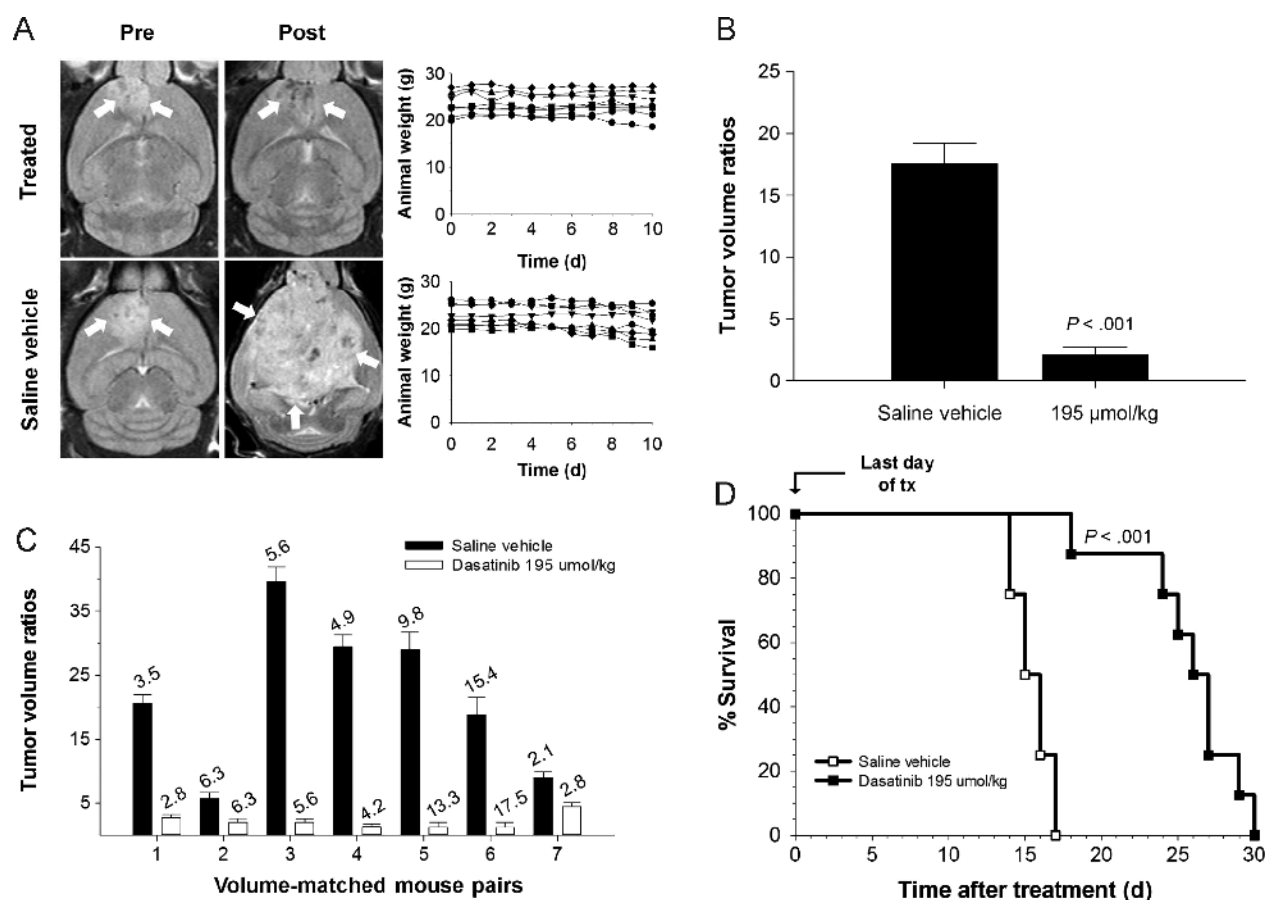 A
Pre
Post
Treated
Saline vehicle
Animal weight (g)
30
20
10
0
0 2 4 6 8 10
Time (d)
Animal weight (g)
30
20
10
0
0 2 4 6 8 10
Time (d)
B
Tumor volume ratios
25
20
15
10
5
0
P < .001
Saline vehicle
195 µmol/kg
C
Tumor volume ratios
45
35
25
15
5
Saline vehicle
Dasatinib 195 umol/kg
3.5
2.8
6.3
6.3
5.6
5.6
4.9
4.2
9.8
13.3
15.4
17.5
2.1
2.8
1 2 3 4 5 6 7
Volume-matched mouse pairs
D
Last day
of tx
% Survival
100
80
60
40
20
0
P < .001
Saline vehicle
Dasatinib 195 umol/kg
0 5 10 15 20 25 30
Time after treatment (d)